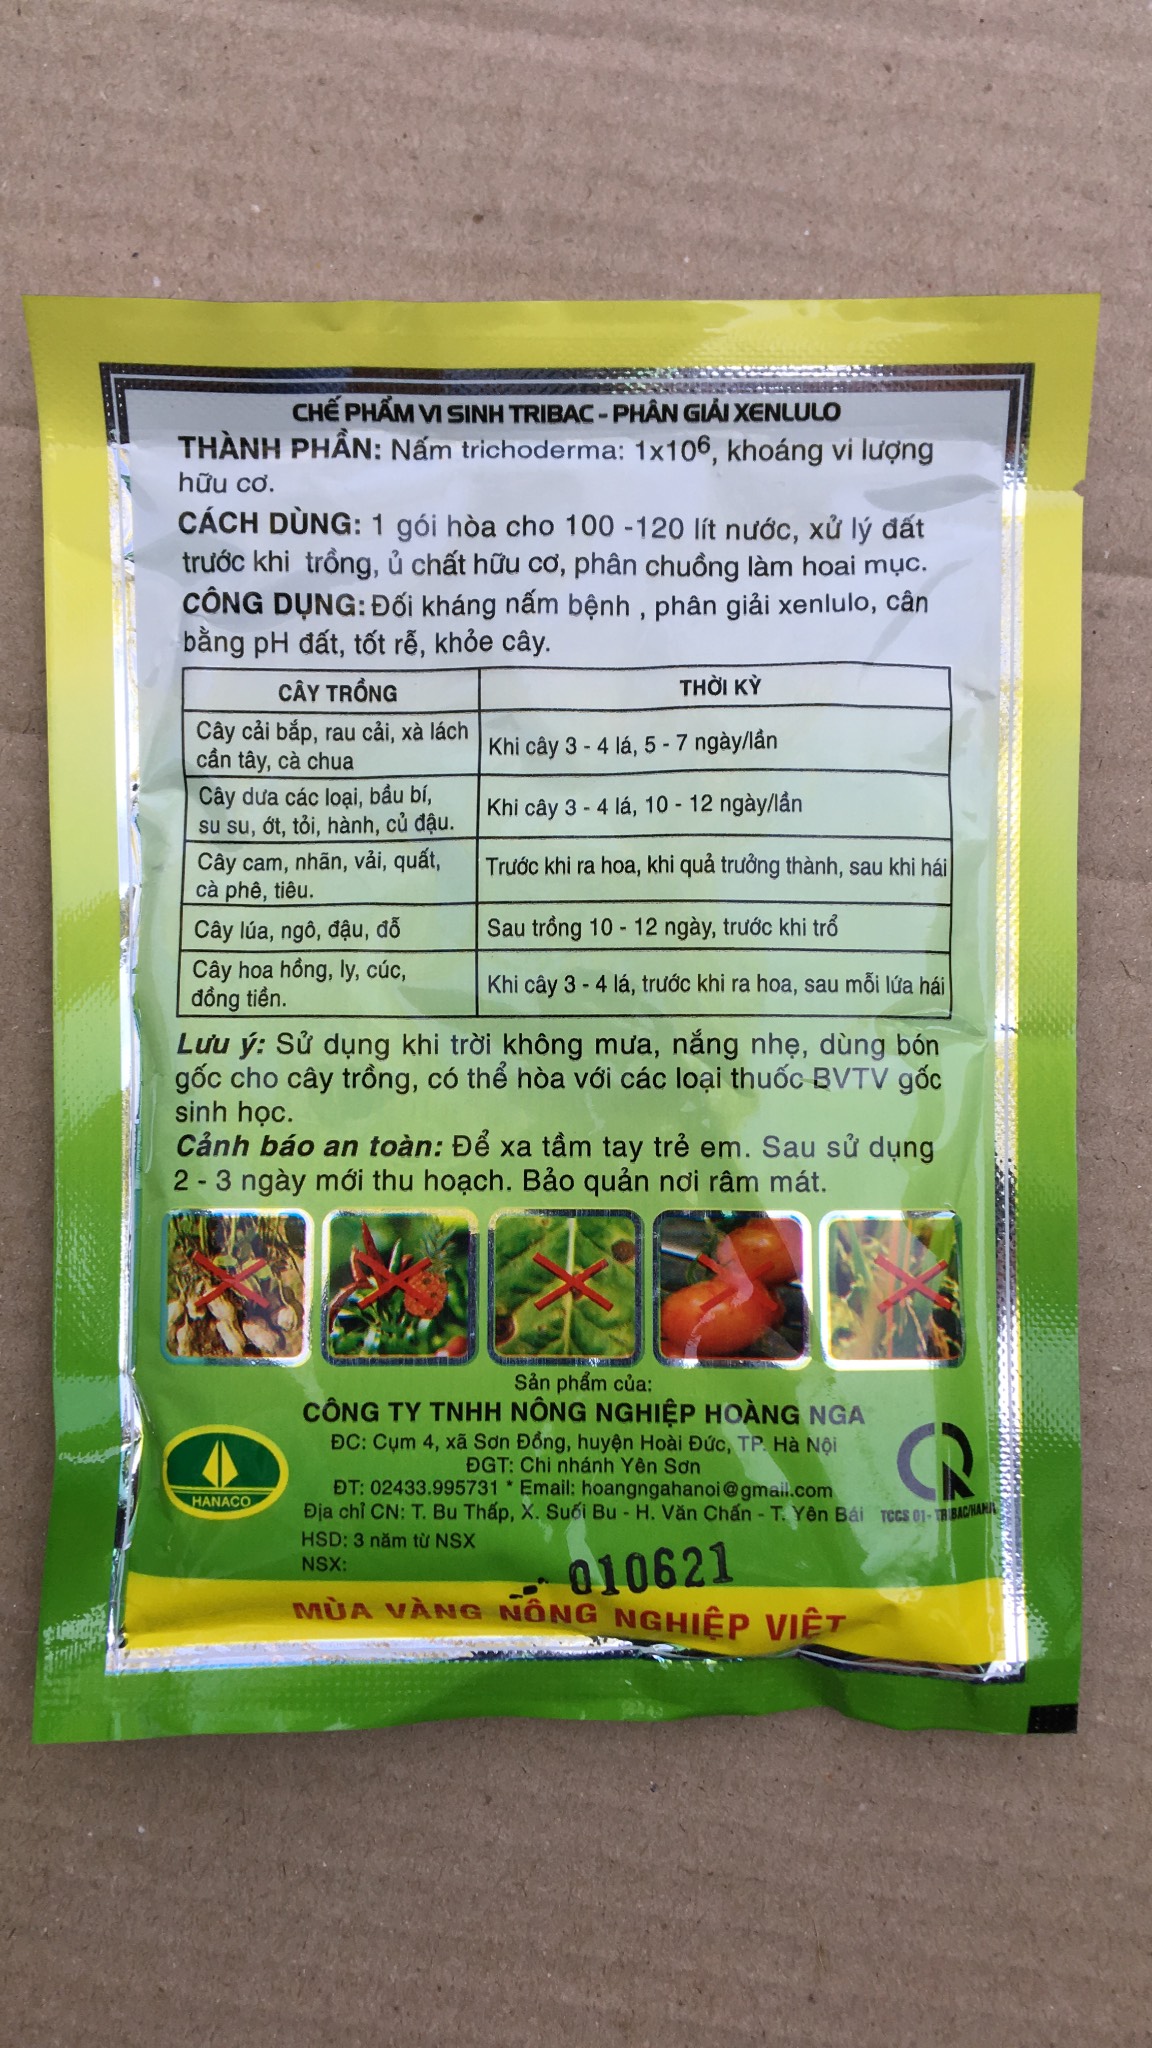 CHẾ PHẨM VI SINH TRIBAC - PHÂN GIẢI XENLULO
THÀNH PHẦN: Nấm trichoderma: 1x10⁶, khoáng vi lượng
hữu cơ.
CÁCH DÙNG: 1 gói hòa cho 100 -120 lít nước, xử lý đất
trước khi trồng, ủ chất hữu cơ, phân chuồng làm hoai mục.
CÔNG DỤNG: Đối kháng nấm bệnh , phân giải xenlulo, cân
bằng pH đất, tốt rễ, khỏe cây.
CÂY TRỒNG THỜI KỲ
Cây cải bắp, rau cải, xà lách
cần tây, cà chua
Khi cây 3 - 4 lá, 5 - 7 ngày/lần
Cây dưa các loại, bầu bí,
su su, ớt, tỏi, hành, củ đậu.
Khi cây 3 - 4 lá, 10 - 12 ngày/lần
Cây cam, nhãn, vải, quất,
cà phê, tiêu.
Trước khi ra hoa, khi quả trưởng thành, sau khi hái
Cây lúa, ngô, đậu, đỗ
Sau trồng 10 - 12 ngày, trước khi trổ
Cây hoa hồng, ly, cúc,
đồng tiền.
Khi cây 3 - 4 lá, trước khi ra hoa, sau mỗi lứa hái
Lưu ý: Sử dụng khi trời không mưa, nắng nhẹ, dùng bón
gốc cho cây trồng, có thể hòa với các loại thuốc BVTV gốc
sinh học.
Cảnh báo an toàn: Để xa tầm tay trẻ em. Sau sử dụng
2 - 3 ngày mới thu hoạch. Bảo quản nơi râm mát.
Sản phẩm của:
CÔNG TY TNHH NÔNG NGHIỆP HOÀNG NGA
ĐC: Cụm 4, xã Sơn Đồng, huyện Hoài Đức, TP. Hà Nội
ĐGT: Chi nhánh Yên Sơn
ĐT: 02433.995731 * Email: hoangngahanoi@gmail.com
Địa chỉ CN: T. Bu Thấp, X. Suối Bu - H. Văn Chấn - T. Yên Bái
HANACO
TCCS 01- TRIBAC/HANA
HSD: 3 năm từ NSX
NSX:
010621
MÙA VÀNG NÔNG NGHIỆP VIỆT